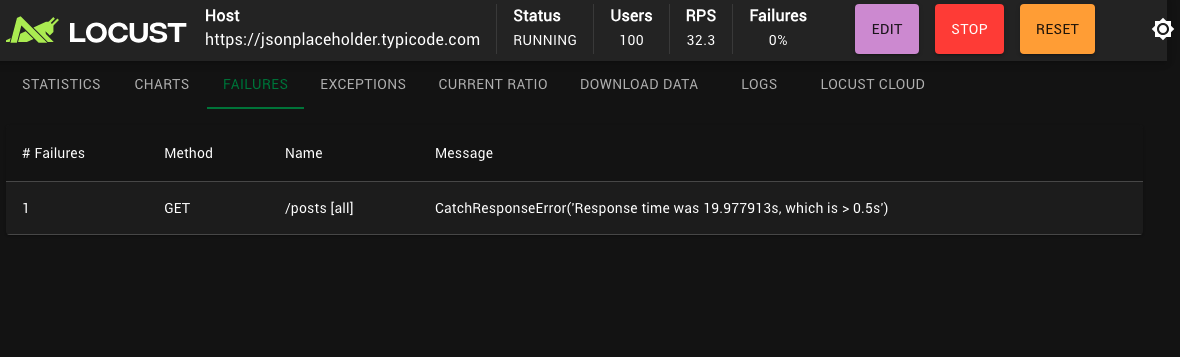 LOCUST
Host
https://jsonplaceholder.typicode.com
Status
RUNNING
Users
100
RPS
32.3
Failures
0%
EDIT
STOP
RESET
STATISTICS CHARTS FAILURES EXCEPTIONS CURRENT RATIO DOWNLOAD DATA LOGS LOCUST CLOUD
# Failures Method Name Message
1 GET /posts [all] CatchResponseError('Response time was 19.977913s, which is > 0.5s')